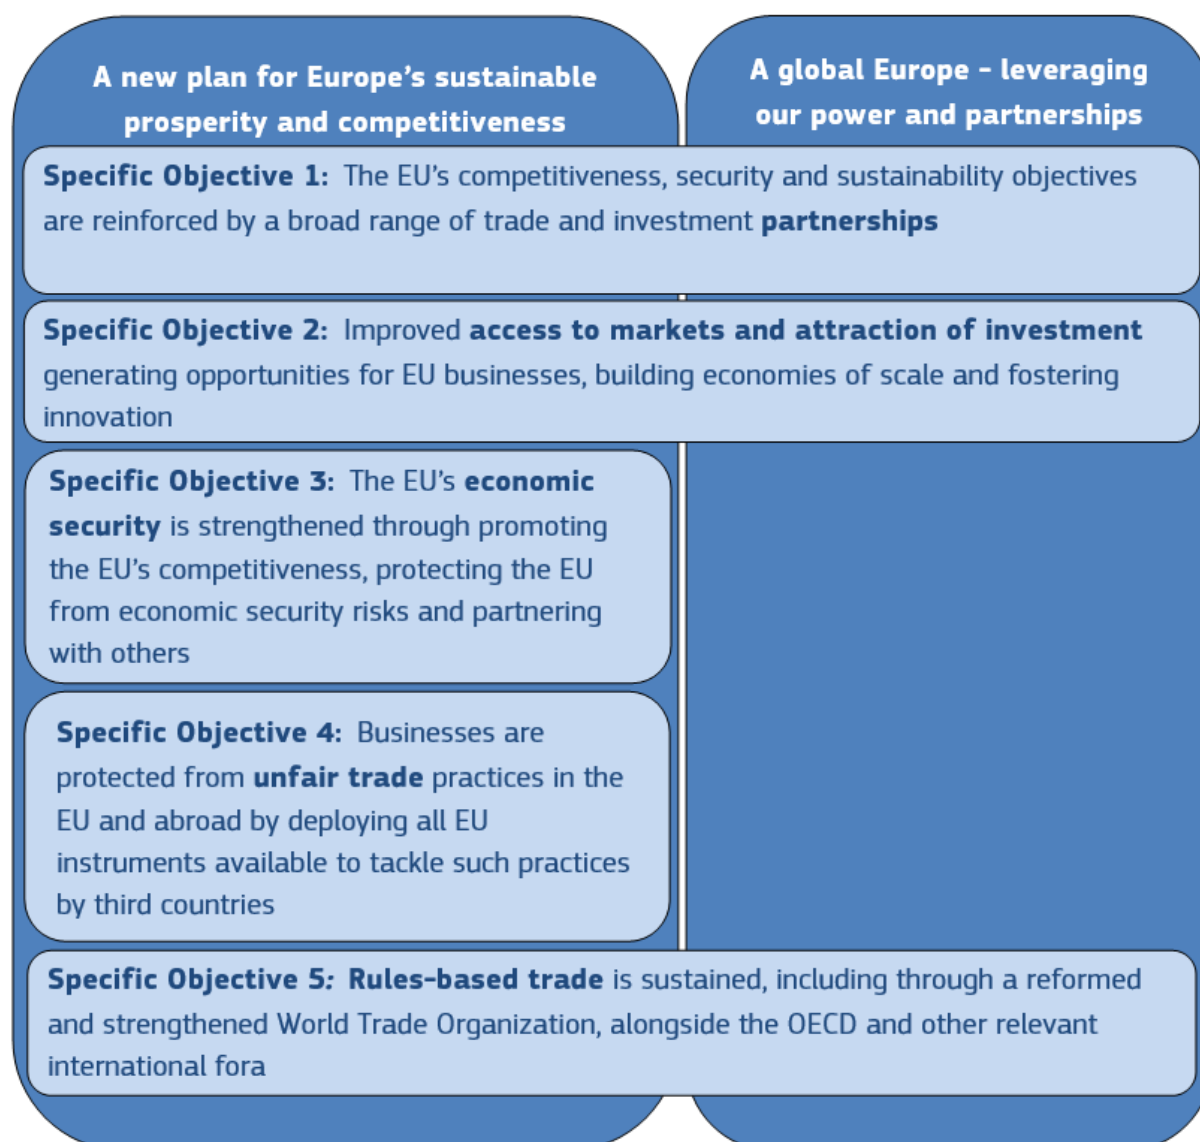 A new plan for Europe's sustainable
prosperity and competitiveness
A global Europe – leveraging
our power and partnerships
Specific Objective 1: The EU's competitiveness, security and sustainability objectives
are reinforced by a broad range of trade and investment partnerships
Specific Objective 2: Improved access to markets and attraction of investment
generating opportunities for EU businesses, building economies of scale and fostering
innovation
Specific Objective 3: The EU's economic
security is strengthened through promoting
the EU's competitiveness, protecting the EU
from economic security risks and partnering
with others
Specific Objective 4: Businesses are
protected from unfair trade practices in the
EU and abroad by deploying all EU
instruments available to tackle such practices
by third countries
Specific Objective 5: Rules-based trade is sustained, including through a reformed
and strengthened World Trade Organization, alongside the OECD and other relevant
international fora